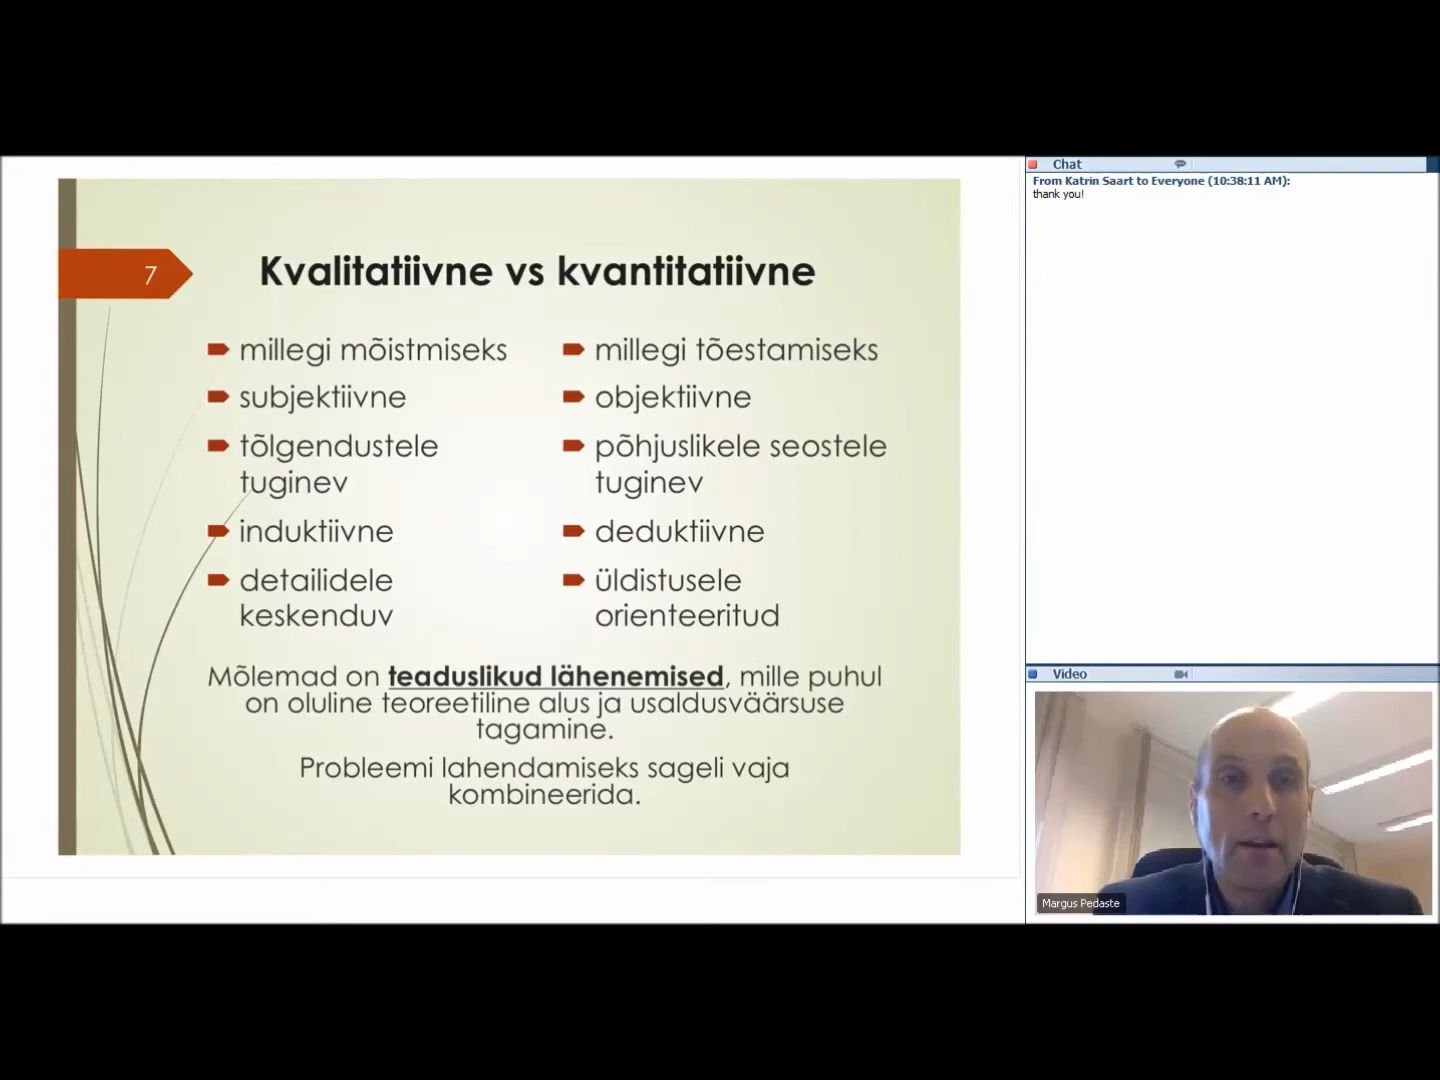 7
Kvalitatiivne vs kvantitatiivne
millegi mõistmiseks
subjektiivne
tõlgendustele
tuginev
induktiivne
detailidele
keskenduv
millegi tõestamiseks
objektiivne
põhjuslikele seostele
tuginev
deduktiivne
üldistusele
orienteeritud
Mõlemad on teaduslikud lähenemised, mille puhul
on oluline teoreetiline alus ja usaldusväärsuse
tagamine.
Probleemi lahendamiseks sageli vaja
kombineerida.
Chat
From Katrin Saart to Everyone (10:38:11 AM):
thank you!
Video
Margus Pedaste